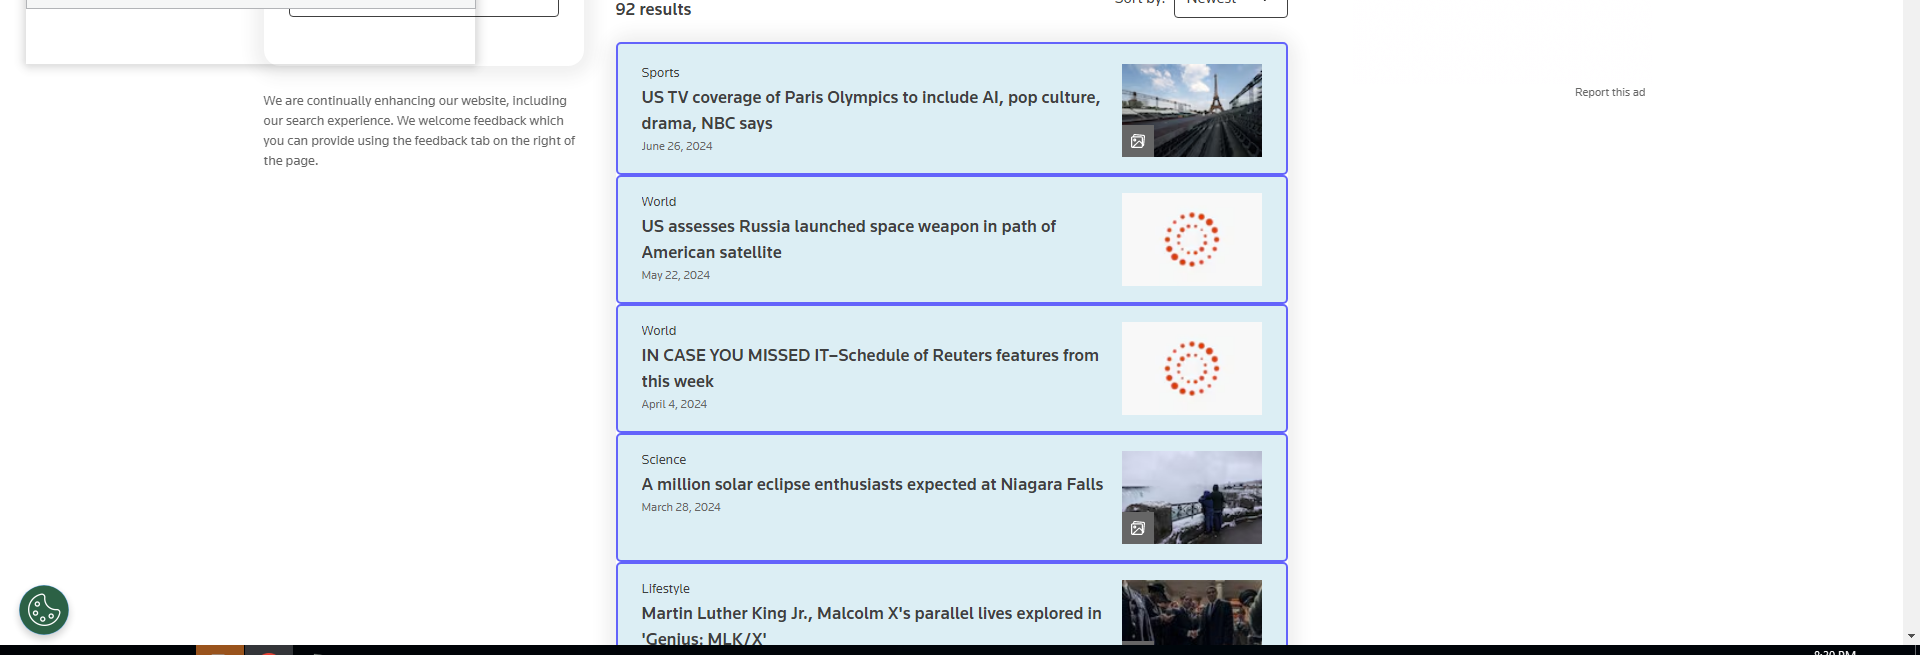 92 results
Sort by:
Newest
Sports
US TV coverage of Paris Olympics to include AI, pop culture,
drama, NBC says
June 26, 2024
Report this ad
We are continually enhancing our website, including
our search experience. We welcome feedback which
you can provide using the feedback tab on the right of
the page.
World
US assesses Russia launched space weapon in path of
American satellite
May 22, 2024
World
IN CASE YOU MISSED IT–Schedule of Reuters features from
this week
April 4, 2024
Science
A million solar eclipse enthusiasts expected at Niagara Falls
March 28, 2024
Lifestyle
Martin Luther King Jr., Malcolm X's parallel lives explored in
'Genius: MLK/X'